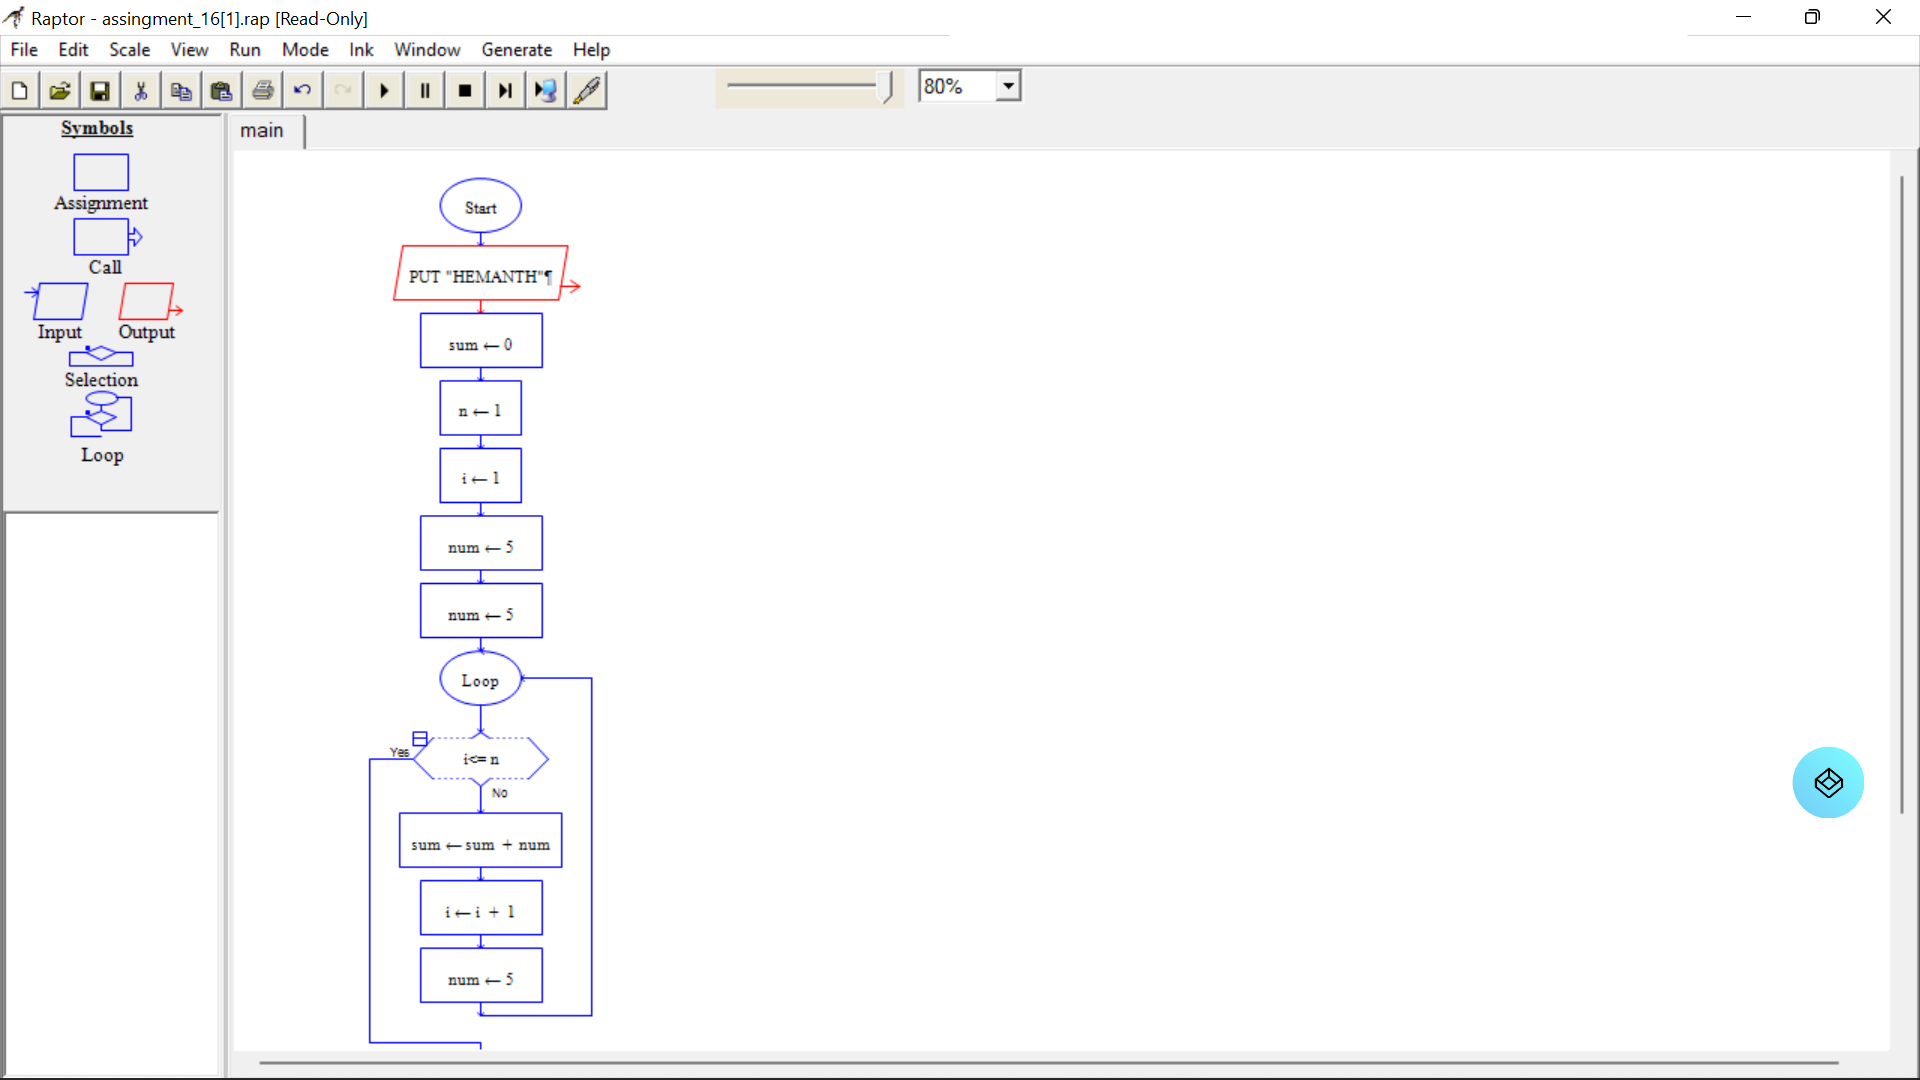 Raptor - assingment_16[1].rap [Read-Only]
File Edit Scale View Run Mode Ink Window Generate Help
80%
Symbols
Assignment
Call
Input Output
Selection
Loop
main
Start
PUT "HEMANTH"¶
sum ← 0
n ← 1
i ← 1
num ← 5
num ← 5
Loop
Yes
i<= n
No
sum ← sum + num
i ← i + 1
num ← 5